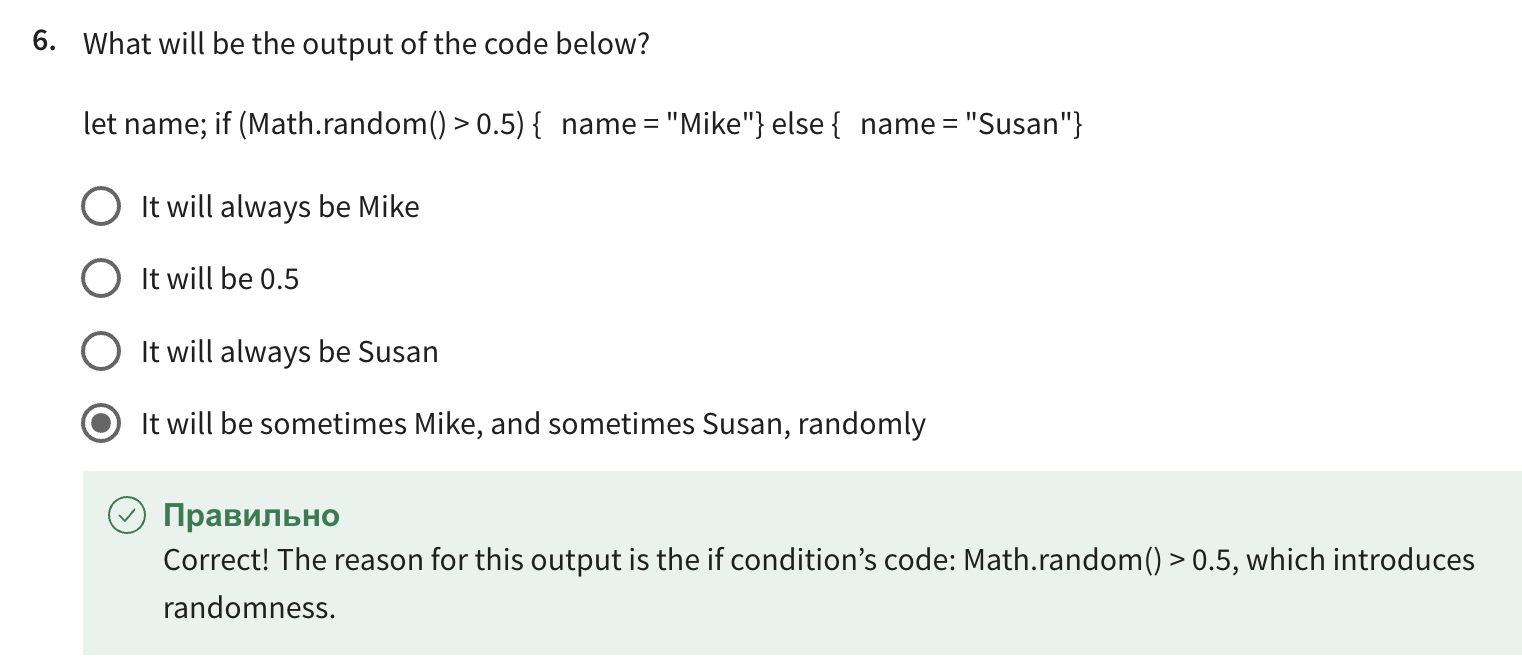 6. What will be the output of the code below?
let name; if (Math.random() > 0.5) {   name = "Mike"} else {   name = "Susan"}
It will always be Mike
It will be 0.5
It will always be Susan
It will be sometimes Mike, and sometimes Susan, randomly
Правильно
Correct! The reason for this output is the if condition’s code: Math.random() > 0.5, which introduces
randomness.